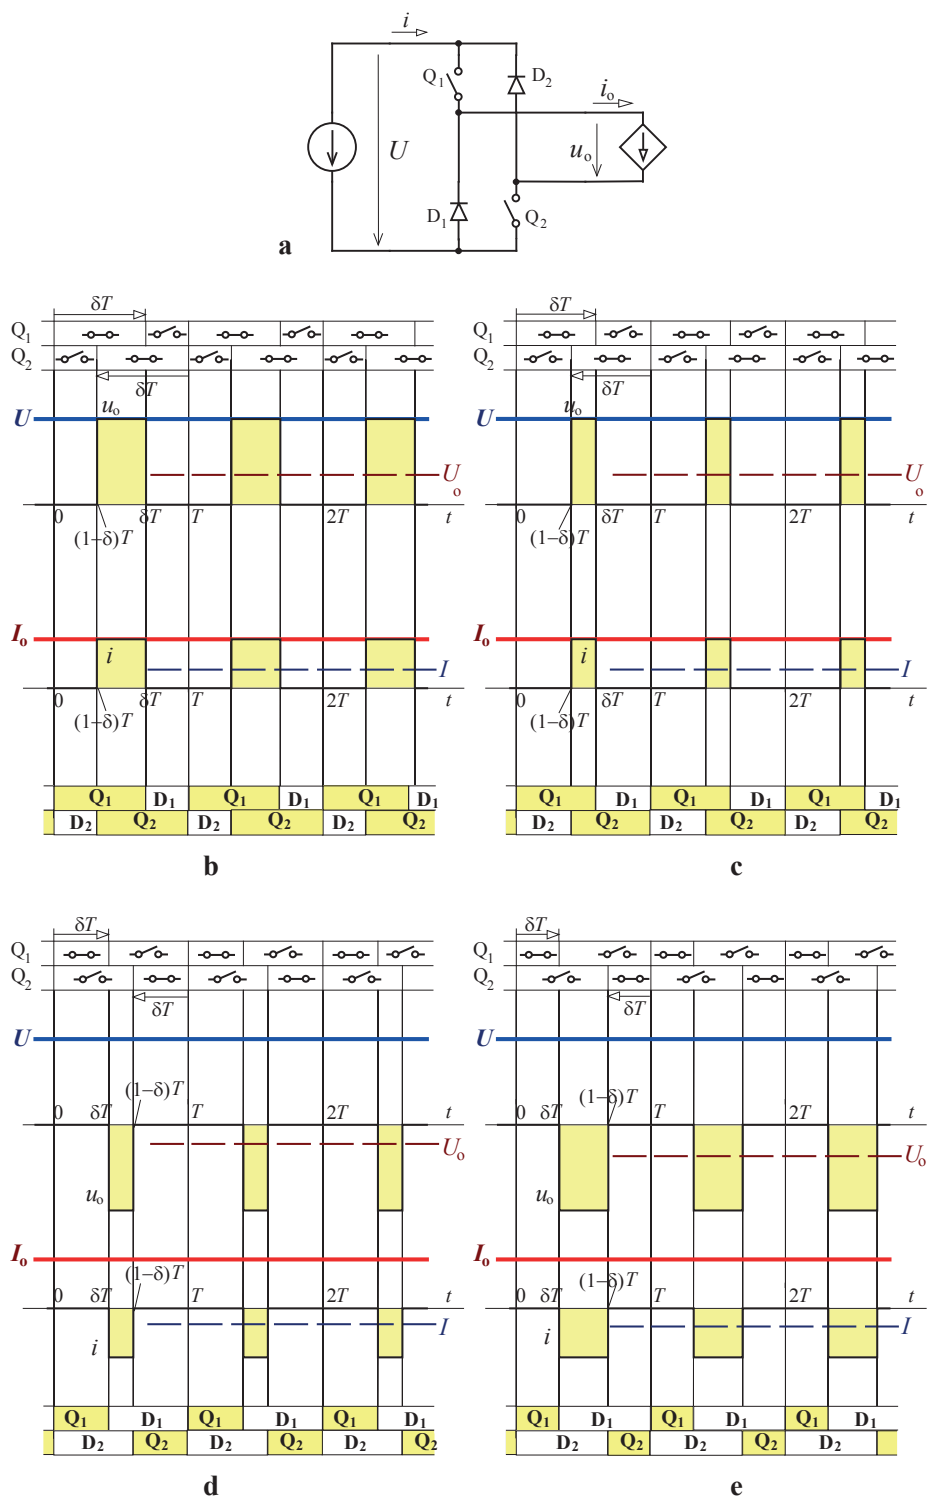 i
Q1 D2
io
U uo
D1 Q2
a
δT δT
Q1
Q2
δT δT
uo uo
U U
Uo Uo
0 δT T 2T t 0 δT T 2T t
(1−δ)T (1−δ)T
Io Io
i I i I
0 δT T 2T t 0 δT T 2T t
(1−δ)T (1−δ)T
Q1 D1 Q1 D1 Q1 D1 Q1 D1 Q1 D1 Q1 D1
D2 Q2 D2 Q2 D2 Q2 D2 Q2 D2 Q2 D2 Q2
b c
δT δT
Q1 Q1
Q2 Q2
δT δT
U U
(1−δ)T (1−δ)T
0 δT T 2T t 0 δT T 2T t
Uo Uo
uo uo
Io Io
(1−δ)T (1−δ)T
0 δT T 2T t 0 δT T 2T t
I I
i i
Q1 D1 Q1 D1 Q1 D1 Q1 D1 Q1 D1 Q1 D1
D2 Q2 D2 Q2 D2 Q2 D2 Q2 D2 Q2 D2
d e